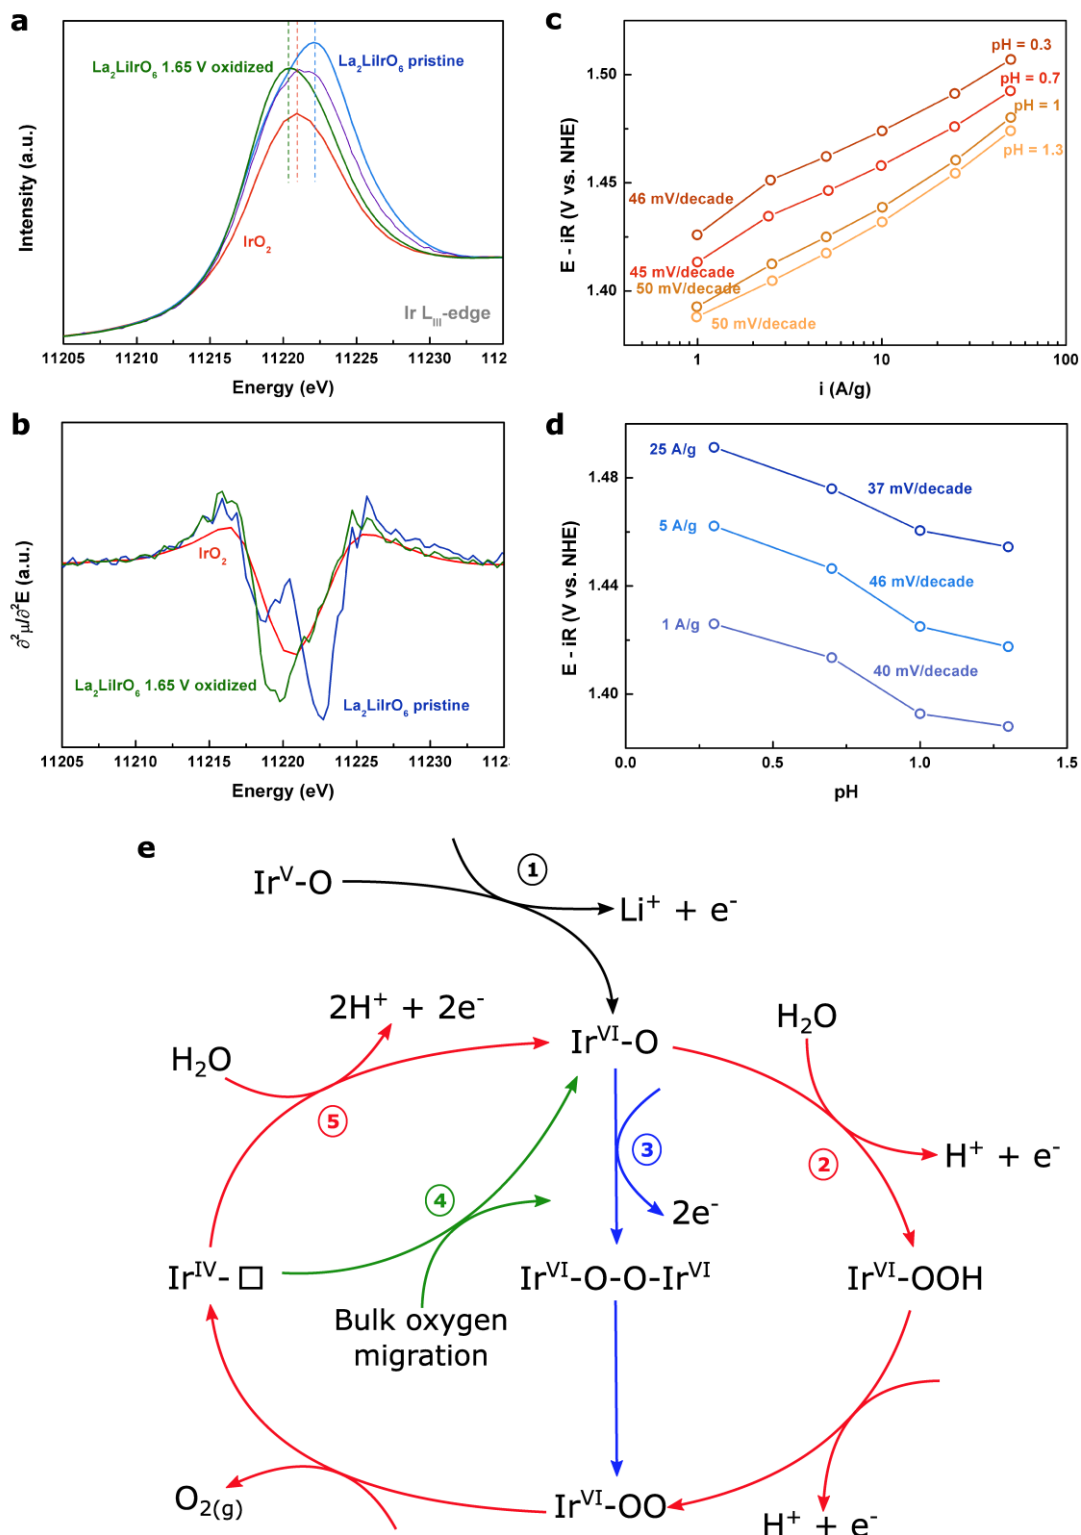 a
La₂LiIrO₆ 1.65 V oxidized
La₂LiIrO₆ pristine
IrO₂
Ir L_III-edge
Intensity (a.u.)
11205 11210 11215 11220 11225 11230 1123
Energy (eV)
b
IrO₂
La₂LiIrO₆ 1.65 V oxidized
La₂LiIrO₆ pristine
∂²μ/∂²E (a.u.)
11205 11210 11215 11220 11225 11230 1123
Energy (eV)
c
pH = 0.3
pH = 0.7
pH = 1
pH = 1.3
46 mV/decade
45 mV/decade
50 mV/decade
50 mV/decade
1.50
1.45
1.40
E - iR (V vs. NHE)
1 10 100
i (A/g)
d
25 A/g
37 mV/decade
5 A/g
46 mV/decade
1 A/g
40 mV/decade
1.48
1.44
1.40
E - iR (V vs. NHE)
0.0 0.5 1.0 1.5
pH
e
Irⱽ-O
1
Li⁺ + e⁻
2H⁺ + 2e⁻
H₂O
H₂O
Irⱽᴵ-O
5
3
2
H⁺ + e⁻
4
2e⁻
Irᴵⱽ-□
Irⱽᴵ-O-O-Irⱽᴵ
Irⱽᴵ-OOH
Bulk oxygen
migration
O₂(g)
Irⱽᴵ-OO
H⁺ + e⁻